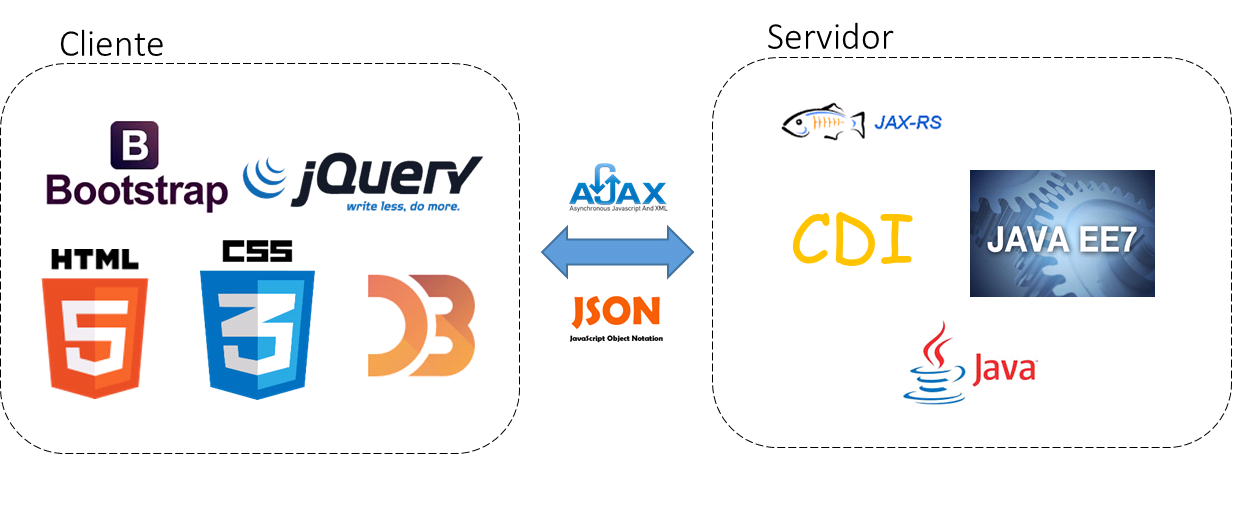 Cliente
Servidor
B
Bootstrap
jQuery
write less, do more.
HTML
5
CSS
3
D3
AJAX
Asynchronous Javascript And XML
JSON
JavaScript Object Notation
JAX-RS
CDI
JAVA EE7
Java